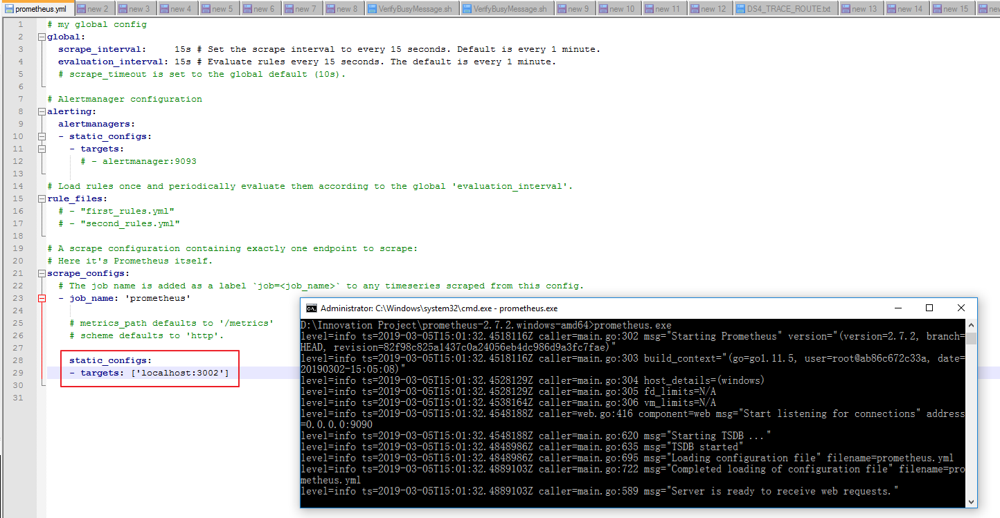 prometheus.yml new 2 new 3 new 4 new 5 new 6 new 7 new 8 VerifyBusyMessage.sh VerifyBusyMessage.sh new 9 new 10 new 11 new 12 DS4_TRACE_ROUTE.txt new 13 new 14 new 15 new
1 # my global config
2 global:
3 scrape_interval: 15s # Set the scrape interval to every 15 seconds. Default is every 1 minute.
4 evaluation_interval: 15s # Evaluate rules every 15 seconds. The default is every 1 minute.
5 # scrape_timeout is set to the global default (10s).
6
7 # Alertmanager configuration
8 alerting:
9 alertmanagers:
10 - static_configs:
11 - targets:
12 # - alertmanager:9093
13
14 # Load rules once and periodically evaluate them according to the global 'evaluation_interval'.
15 rule_files:
16 # - "first_rules.yml"
17 # - "second_rules.yml"
18
19 # A scrape configuration containing exactly one endpoint to scrape:
20 # Here it's Prometheus itself.
21 scrape_configs:
22 # The job name is added as a label `job=<job_name>` to any timeseries scraped from this config.
23 - job_name: 'prometheus'
24
25 # metrics_path defaults to '/metrics'
26 # scheme defaults to 'http'.
27
28 static_configs:
29 - targets: ['localhost:3002']
30
31
Administrator: C:\Windows\system32\cmd.exe - prometheus.exe
D:\Innovation Project\prometheus-2.7.2.windows-amd64>prometheus.exe
level=info ts=2019-03-05T15:01:32.4518116Z caller=main.go:302 msg="Starting Prometheus" version="(version=2.7.2, branch=
HEAD, revision=82f98c825a1437c0a24056eb4dc986d9a3fc7fae)"
level=info ts=2019-03-05T15:01:32.4518116Z caller=main.go:303 build_context="(go=go1.11.5, user=root@ab86c672c33a, date=
20190302-15:05:08)"
level=info ts=2019-03-05T15:01:32.4528129Z caller=main.go:304 host_details=(windows)
level=info ts=2019-03-05T15:01:32.4528129Z caller=main.go:305 fd_limits=N/A
level=info ts=2019-03-05T15:01:32.4538164Z caller=main.go:306 vm_limits=N/A
level=info ts=2019-03-05T15:01:32.4548188Z caller=web.go:416 component=web msg="Start listening for connections" address
=0.0.0.0:9090
level=info ts=2019-03-05T15:01:32.4548188Z caller=main.go:620 msg="Starting TSDB ..."
level=info ts=2019-03-05T15:01:32.4848986Z caller=main.go:635 msg="TSDB started"
level=info ts=2019-03-05T15:01:32.4848986Z caller=main.go:695 msg="Loading configuration file" filename=prometheus.yml
level=info ts=2019-03-05T15:01:32.4889103Z caller=main.go:722 msg="Completed loading of configuration file" filename=pro
metheus.yml
level=info ts=2019-03-05T15:01:32.4889103Z caller=main.go:589 msg="Server is ready to receive web requests."